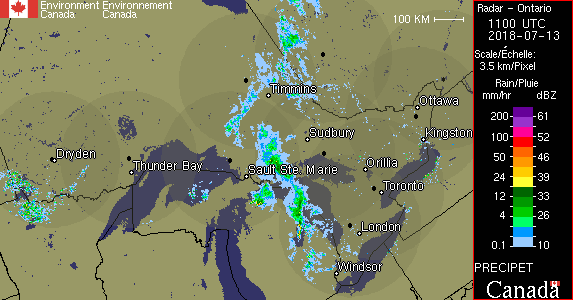 Environment Environnement
Canada Canada
100 KM
Timmins
Ottawa
Sudbury
Kingston
Dryden
Thunder Bay
Sault Ste. Marie
Orillia
Toronto
London
Windsor
Radar - Ontario
1100 UTC
2018-07-13
Scale/Échelle:
3.5 km/Pixel
Rain/Pluie
mm/hr dBZ
200 61
100 52
50 46
24 39
12 33
4 26
0.1 10
PRECIPET
Canada